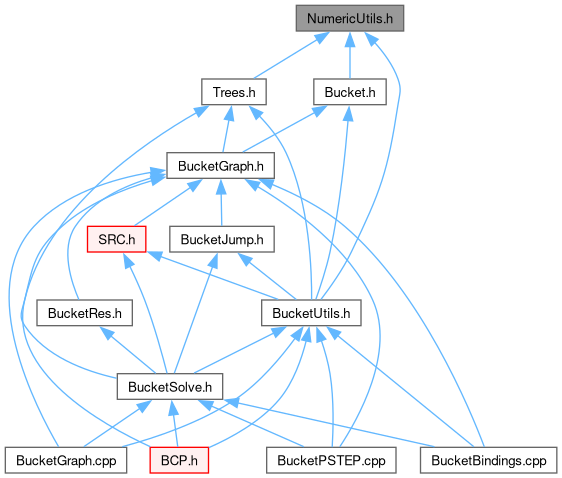 NumericUtils.h
Trees.h
Bucket.h
BucketGraph.h
SRC.h
BucketJump.h
BucketRes.h
BucketUtils.h
BucketSolve.h
BucketGraph.cpp
BCP.h
BucketPSTEP.cpp
BucketBindings.cpp